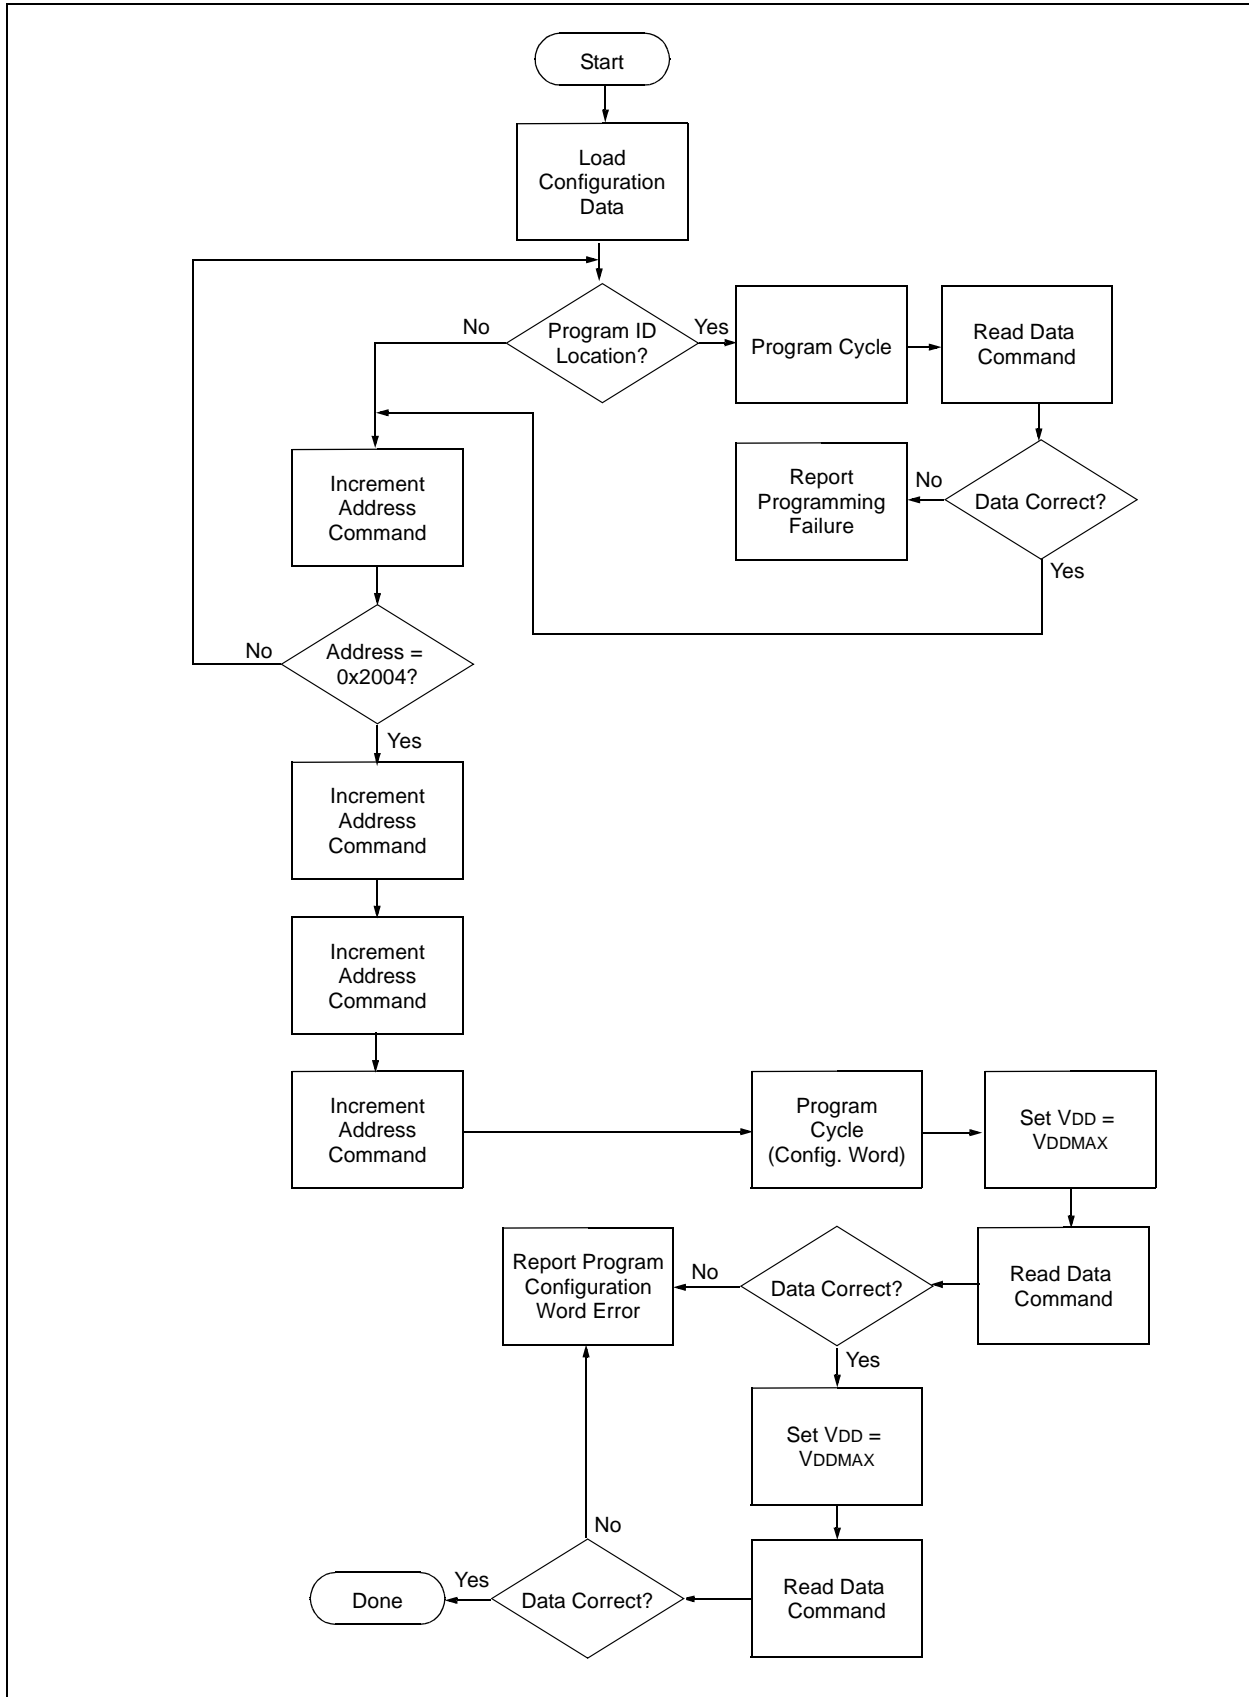 Start
Load
Configuration
Data
No
Program ID
Location?
Yes
Program Cycle
Read Data
Command
Increment
Address
Command
Report
Programming
Failure
No
Data Correct?
Yes
No
Address =
0x2004?
Yes
Increment
Address
Command
Increment
Address
Command
Increment
Address
Command
Program
Cycle
(Config. Word)
Set VDD =
VDDMAX
Report Program
Configuration
Word Error
No
Data Correct?
Read Data
Command
Yes
Set VDD =
VDDMAX
No
Done
Yes
Data Correct?
Read Data
Command